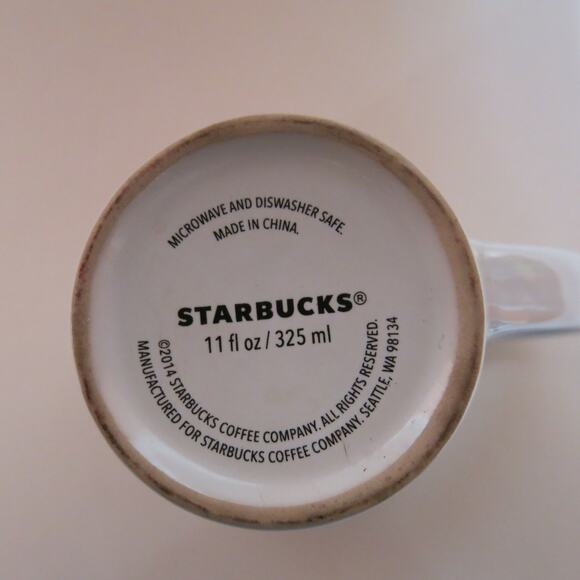 MICROWAVE AND DISWASHER SAFE.
MADE IN CHINA.
STARBUCKS®
11 fl oz / 325 ml
©2014 STARBUCKS COFFEE COMPANY. ALL RIGHTS RESERVED.
MANUFACTURED FOR STARBUCKS COFFEE COMPANY. SEATTLE, WA 98134